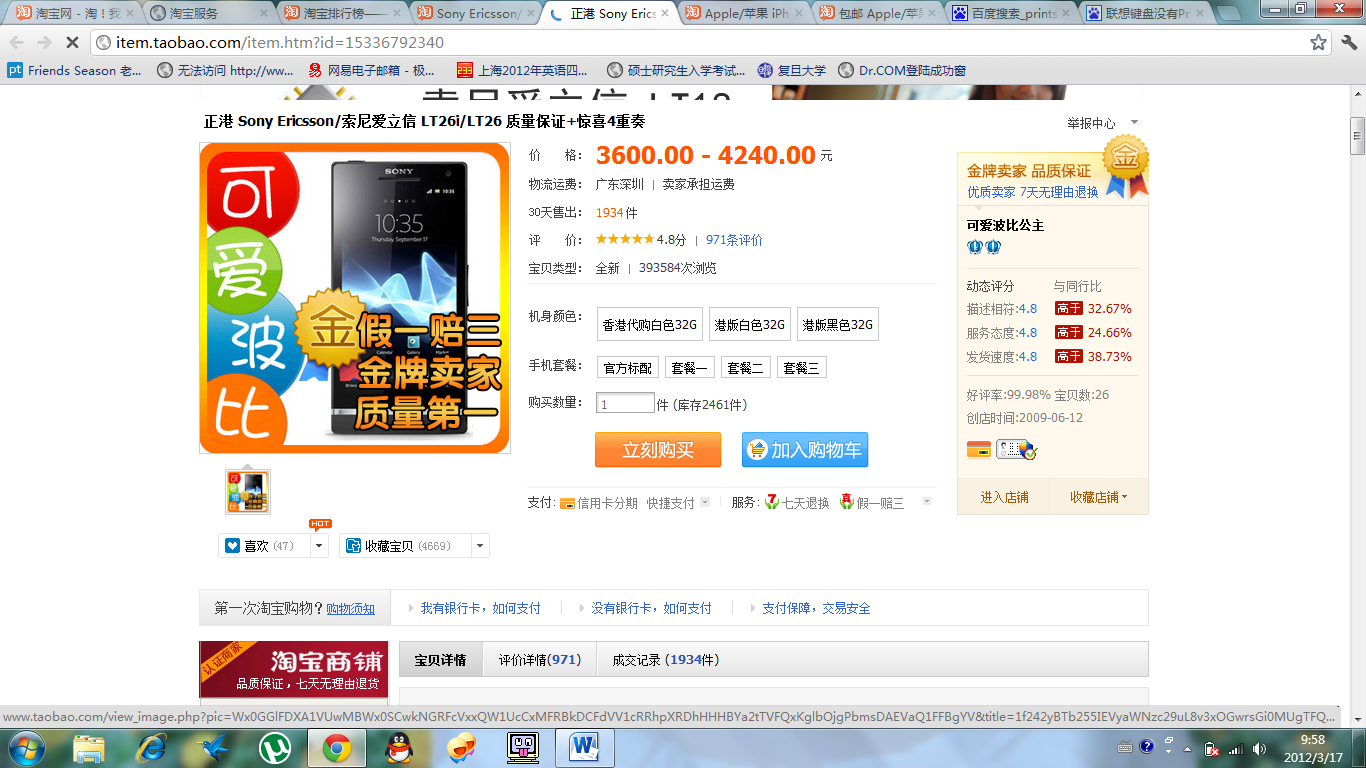 淘宝网 - 淘！我
淘宝服务
淘宝排行榜——
Sony Ericsson/
正港 Sony Erics
Apple/苹果 iPh
包邮 Apple/苹
百度搜索_prints
联想键盘没有Pr
item.taobao.com/item.htm?id=15336792340
Friends Season 老...
无法访问 http://ww...
网易电子邮箱 - 极...
上海2012年英语四...
硕士研究生入学考试...
复旦大学
Dr.COM登陆成功窗
正港 Sony Ericsson/索尼爱立信 LT26i/LT26 质量保证+惊喜4重奏
举报中心
可爱波比
SONY
10:35
Thursday, September 17
金
假一赔三
金牌卖家
质量第一
价 格: 3600.00 - 4240.00 元
物流运费: 广东深圳 | 卖家承担运费
30天售出: 1934 件
评 价: 4.8分 | 971条评价
宝贝类型: 全新 | 393584次浏览
机身颜色: 香港代购白色32G 港版白色32G 港版黑色32G
手机套餐: 官方标配 套餐一 套餐二 套餐三
购买数量: 1 件 (库存2461件)
立刻购买
加入购物车
支付: 信用卡分期 快捷支付
服务: 七天退换 假一赔三
金
金牌卖家 品质保证
优质卖家 7天无理由退换
可爱波比公主
动态评分 与同行比
描述相符:4.8 高于 32.67%
服务态度:4.8 高于 24.66%
发货速度:4.8 高于 38.73%
好评率:99.98% 宝贝数:26
创店时间:2009-06-12
进入店铺
收藏店铺
HOT
喜欢 (47)
收藏宝贝 (4669)
第一次淘宝购物？购物须知
我有银行卡，如何支付
没有银行卡，如何支付
支付保障，交易安全
认证商家
淘宝商铺
品质保证，七天无理由退货
宝贝详情
评价详情(971)
成交记录 (1934件)
9:58
2012/3/17